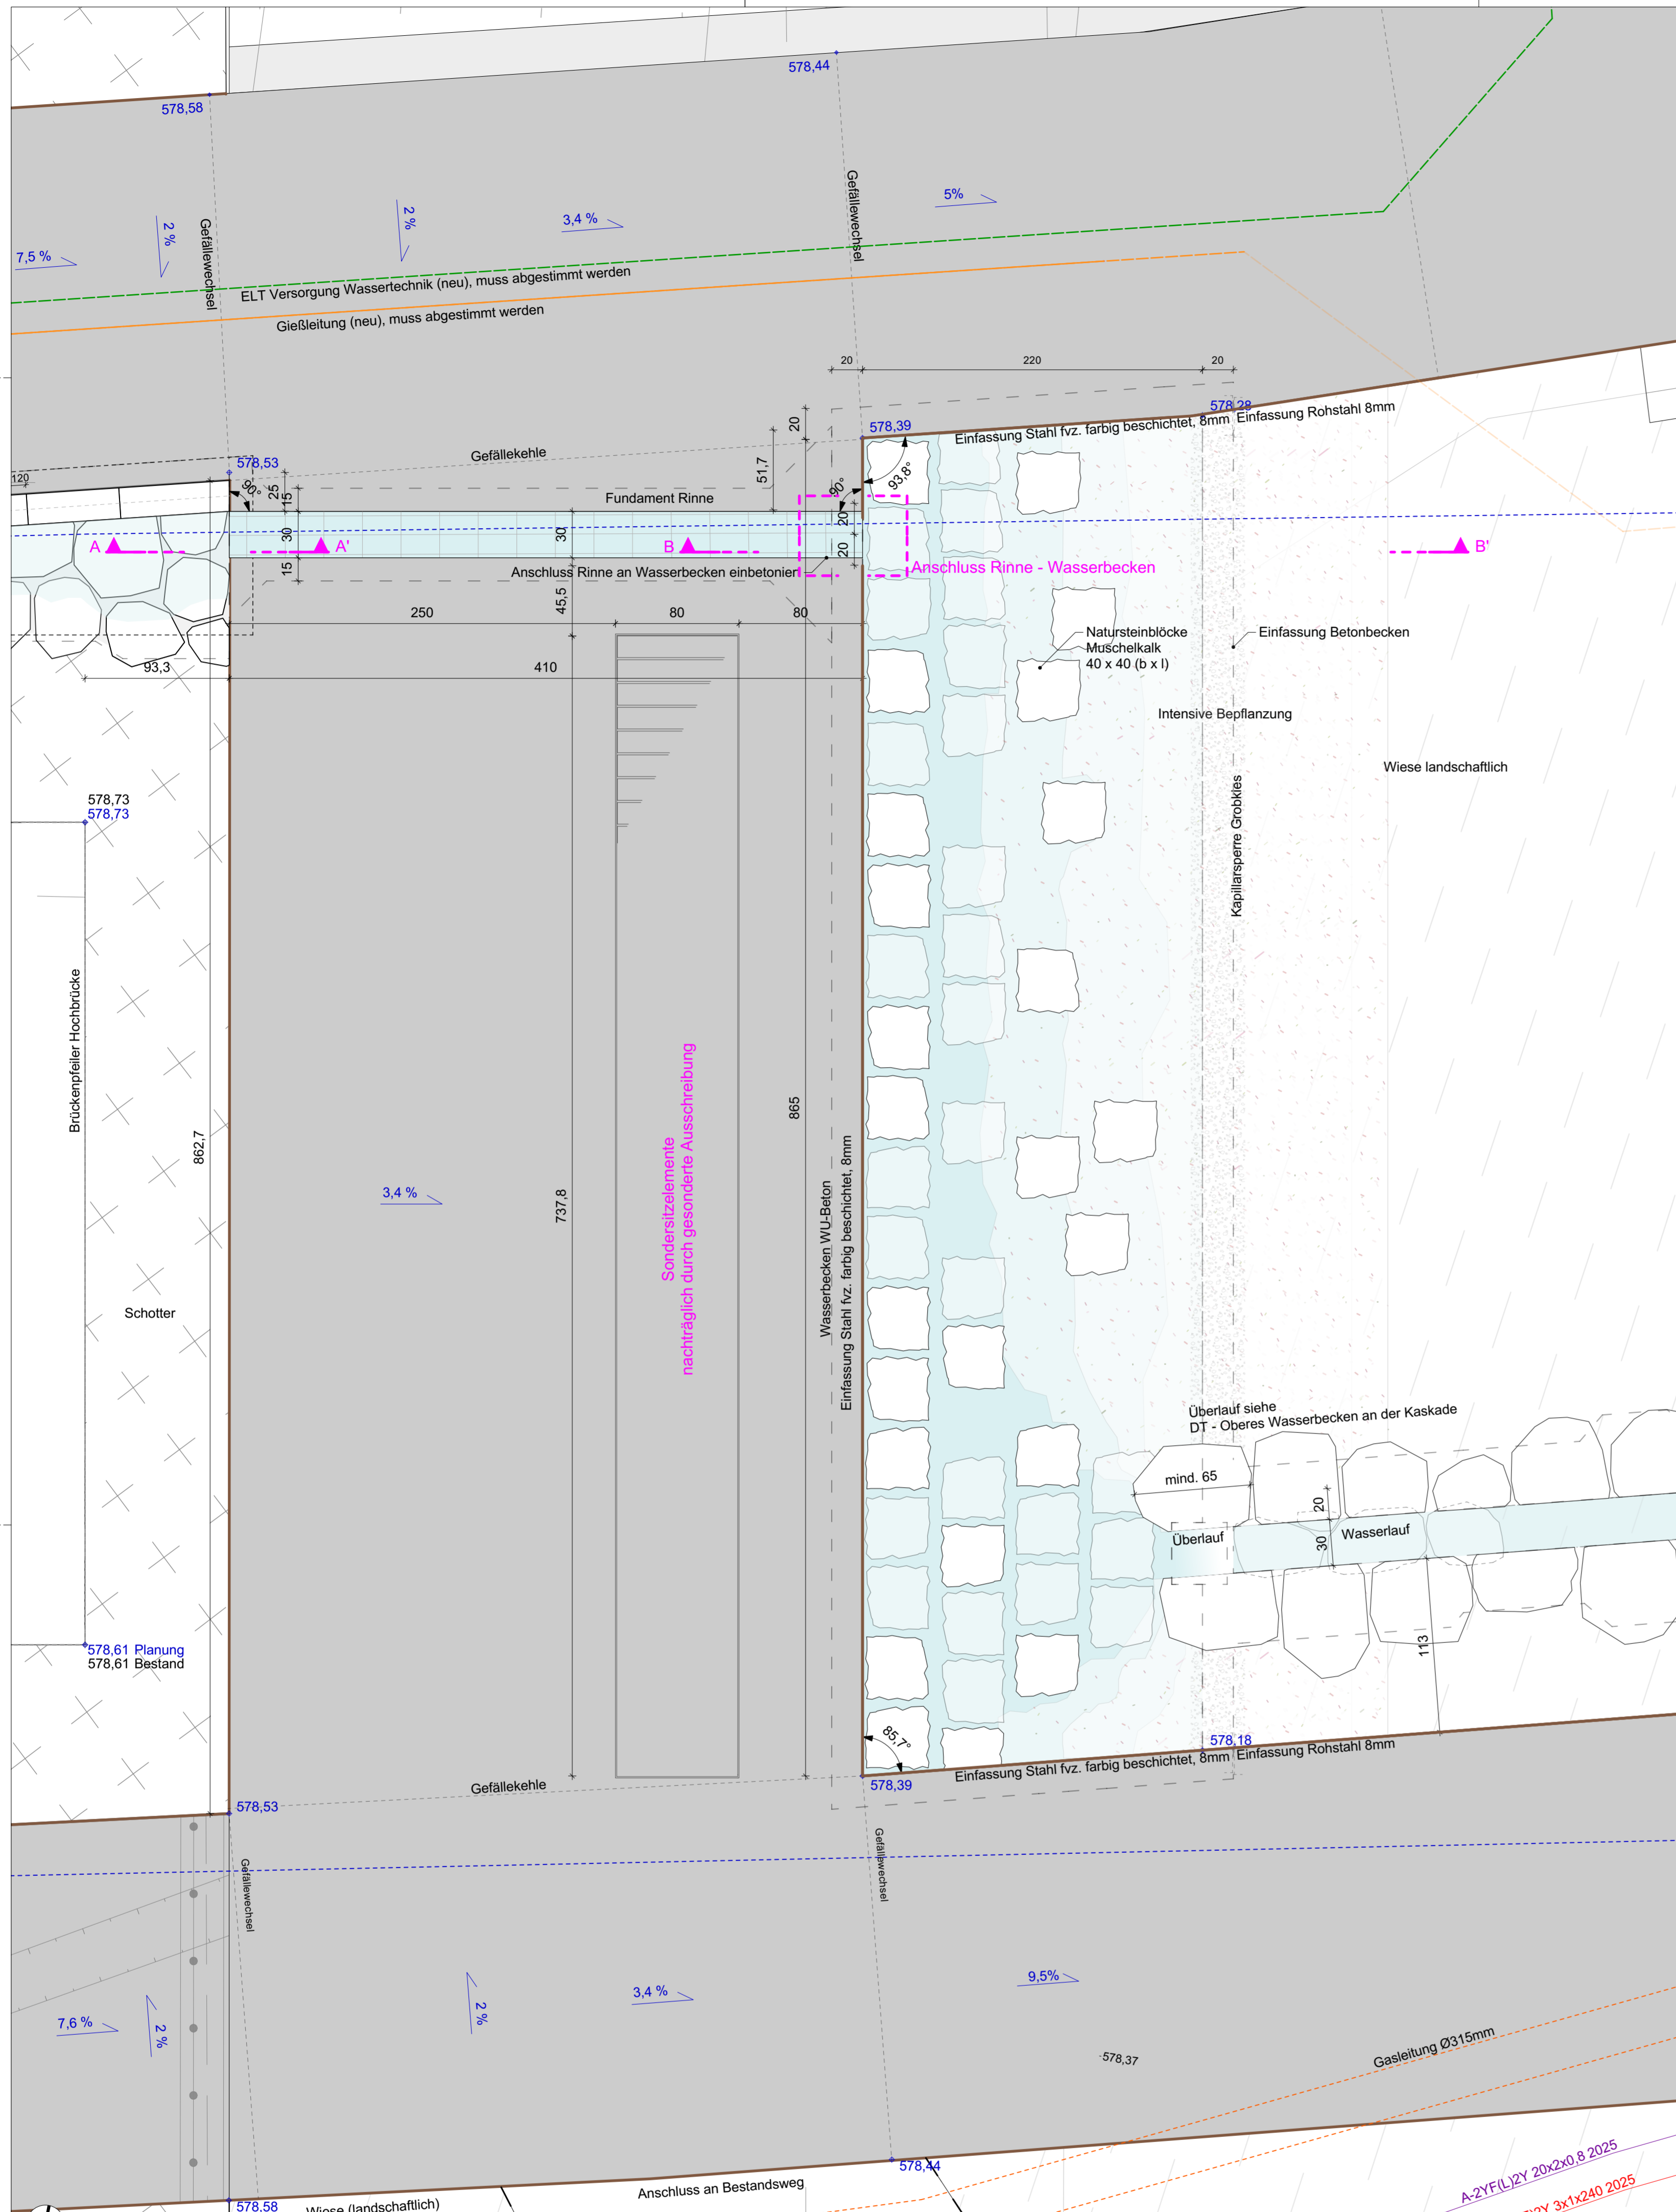 578,44
578,58
Gefällewechsel
Gefällewechsel
2 %
2 %
3,4 %
5%
7,5 %
ELT Versorgung Wassertechnik (neu), muss abgestimmt werden
Gießleitung (neu), muss abgestimmt werden
20
220
20
578,28
578,39
Einfassung Stahl fvz. farbig beschichtet, 8mm
Einfassung Rohstahl 8mm
20
51,7
Gefällekehle
578,53
120
90°
25
15
Fundament Rinne
90°
93,8°
30
30
20
20
A
A'
B
B'
15
Anschluss Rinne an Wasserbecken einbetoniert
Anschluss Rinne - Wasserbecken
45,5
250
80
80
93,3
410
Natursteinblöcke
Muschelkalk
40 x 40 (b x l)
Einfassung Betonbecken
Intensive Bepflanzung
Wiese landschaftlich
Kapillarsperre Grobkies
578,73
578,73
Brückenpfeiler Hochbrücke
862,7
737,8
865
Sondersitzelemente
nachträglich durch gesonderte Ausschreibung
Wasserbecken WU-Beton
Einfassung Stahl fvz. farbig beschichtet, 8mm
3,4 %
Schotter
Überlauf siehe
DT - Oberes Wasserbecken an der Kaskade
mind. 65
20
30
Überlauf
Wasserlauf
113
578,61 Planung
578,61 Bestand
85,7°
578,18
Einfassung Stahl fvz. farbig beschichtet, 8mm
Einfassung Rohstahl 8mm
578,39
Gefällekehle
578,53
Gefällewechsel
Gefällewechsel
9,5%
3,4 %
2 %
7,6 %
2 %
578,37
Gasleitung Ø315mm
578,44
Anschluss an Bestandsweg
578,58
Wiese (landschaftlich)
A-2YF(L)2Y 20x2x0,8 2025
2Y 3x1x240 2025